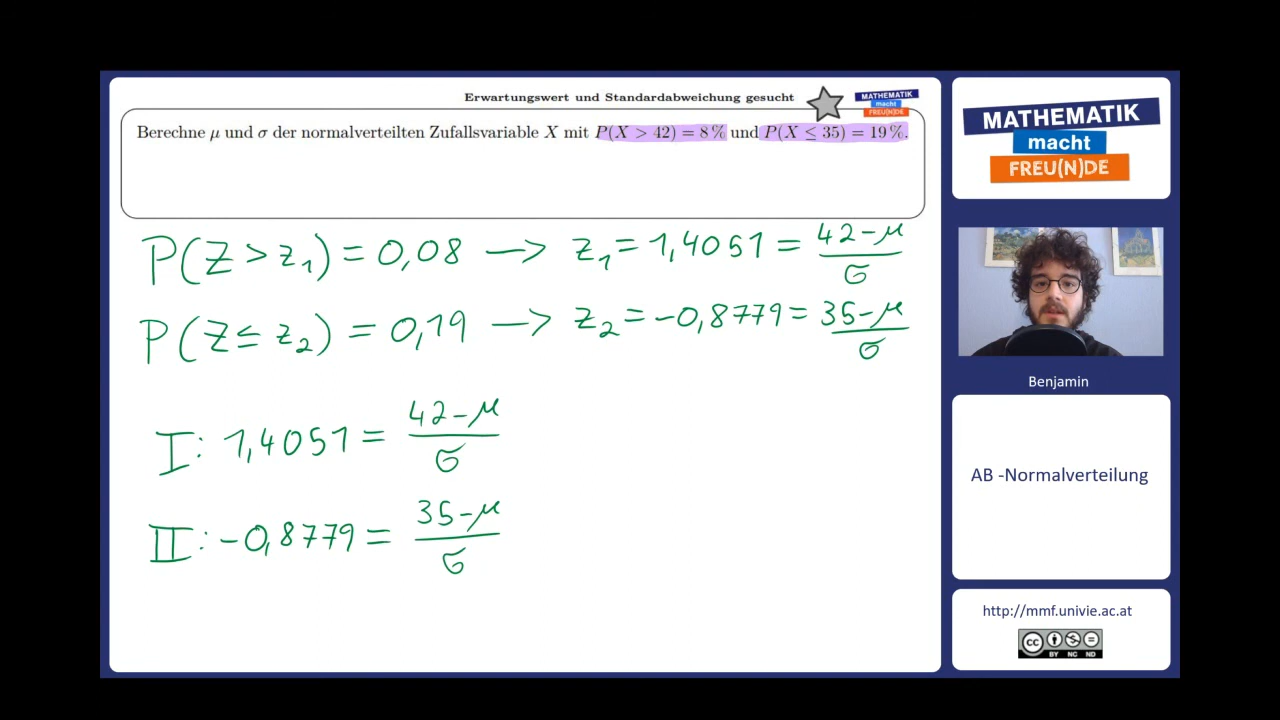 Erwartungswert und Standardabweichung gesucht
MATHEMATIK
macht
FREU(N)DE
Berechne μ und σ der normalverteilten Zufallsvariable X mit P(X > 42) = 8 % und P(X ≤ 35) = 19 %.
P(Z > z₁) = 0,08 → z₁ = 1,4051 = (42-μ)/σ
P(Z ≤ z₂) = 0,19 → z₂ = -0,8779 = (35-μ)/σ
I: 1,4051 = (42-μ)/σ
II: -0,8779 = (35-μ)/σ
MATHEMATIK
macht
FREU(N)DE
Benjamin
AB -Normalverteilung
http://mmf.univie.ac.at
cc
BY NC ND